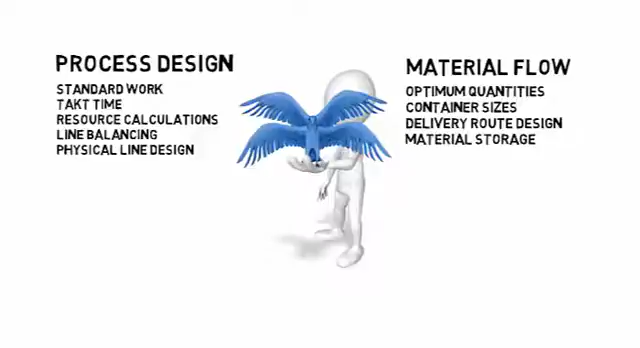 PROCESS DESIGN
STANDARD WORK
TAKT TIME
RESOURCE CALCULATIONS
LINE BALANCING
PHYSICAL LINE DESIGN
MATERIAL FLOW
OPTIMUM QUANTITIES
CONTAINER SIZES
DELIVERY ROUTE DESIGN
MATERIAL STORAGE